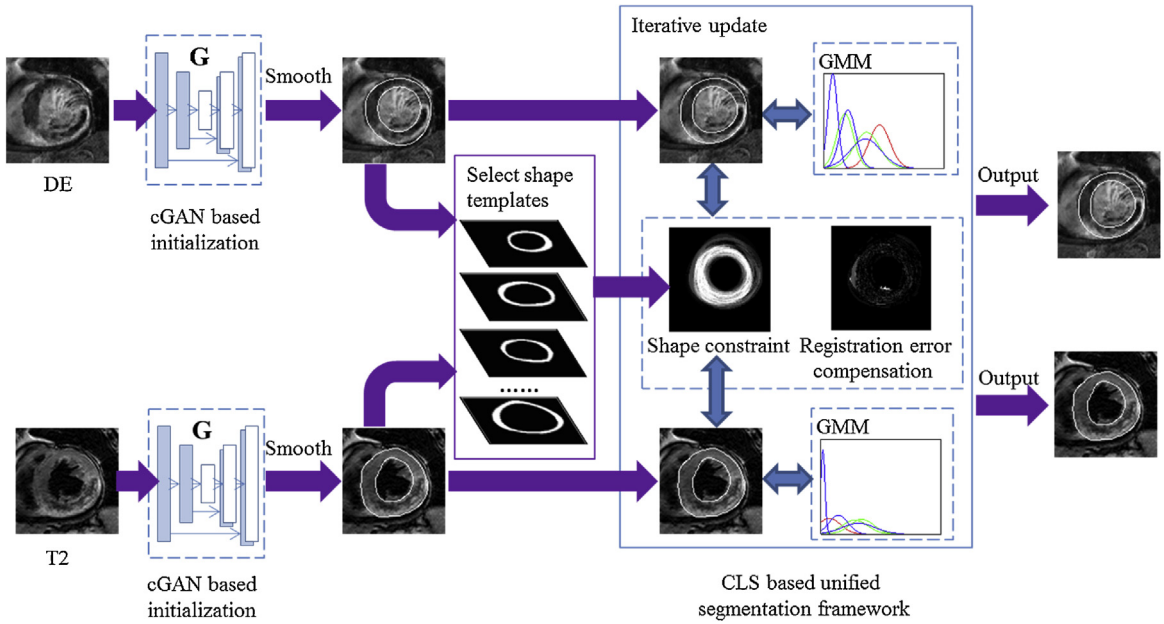 Iterative update
G
GMM
Smooth
DE
Select shape
templates
Output
cGAN based
initialization
Shape constraint
Registration error
compensation
Output
......
G
GMM
Smooth
T2
cGAN based
initialization
CLS based unified
segmentation framework